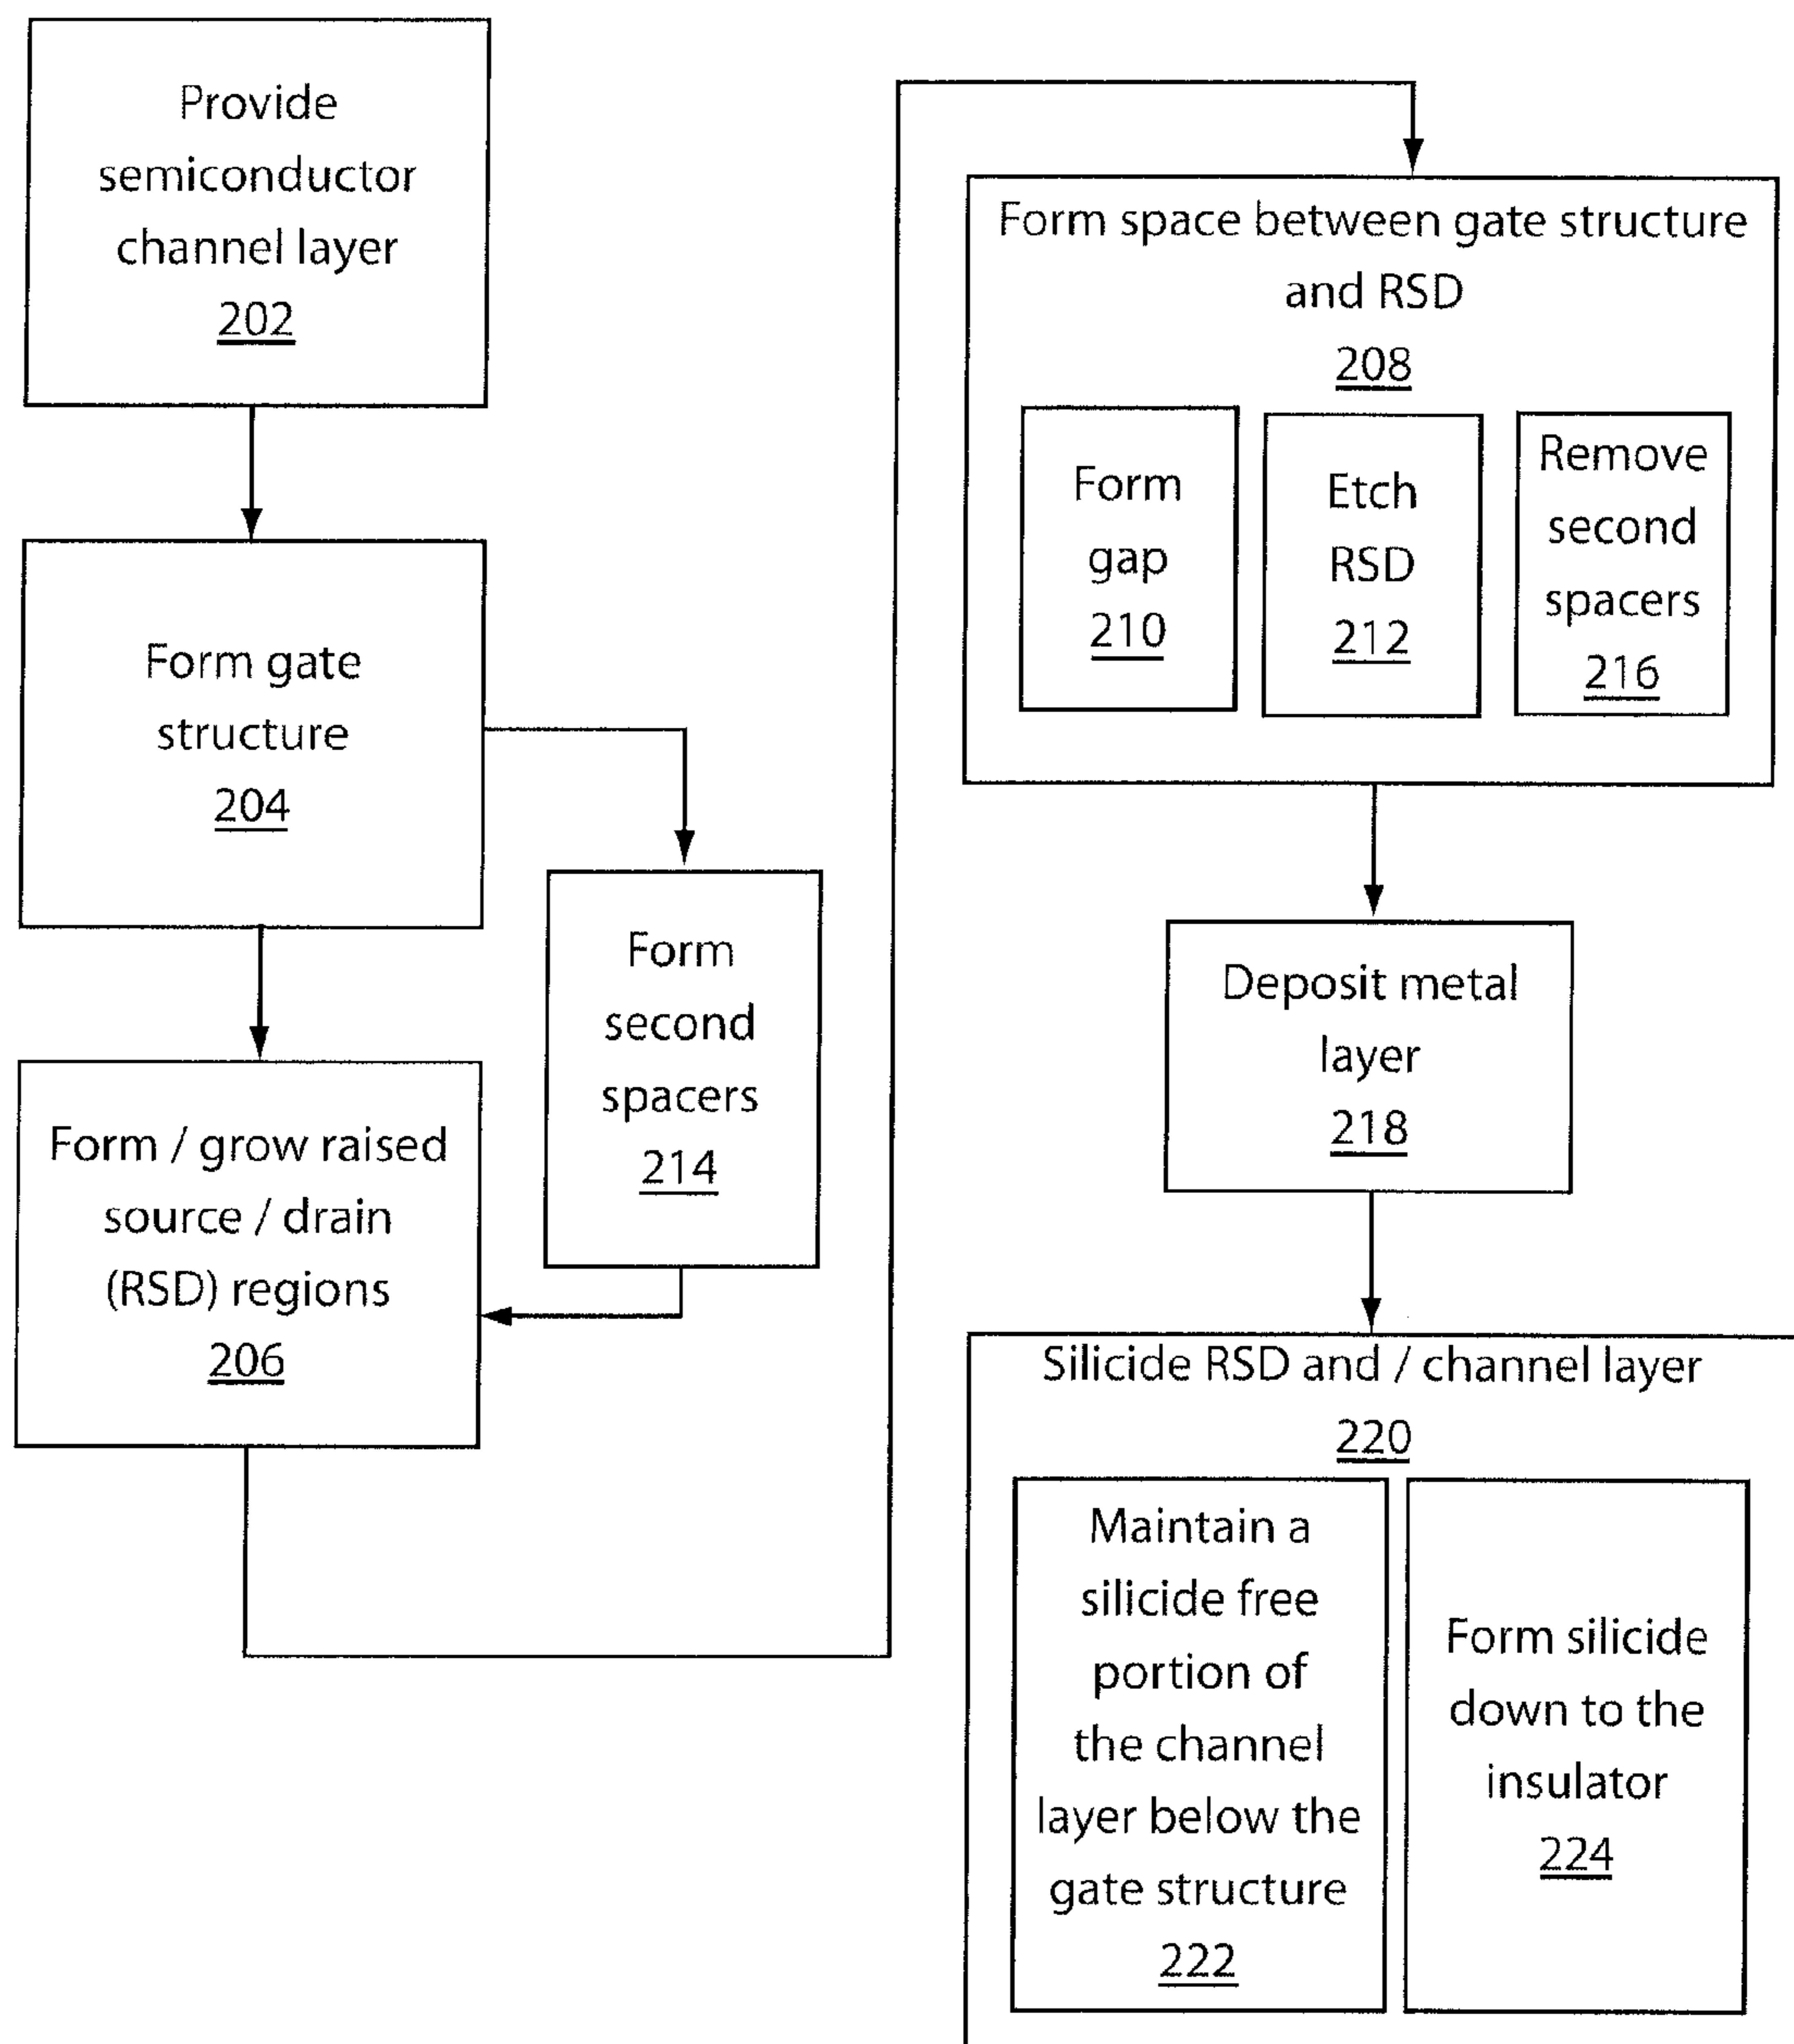 Provide
semiconductor
channel layer
202
Form gate
structure
204
Form
second
spacers
214
Form / grow raised
source / drain
(RSD) regions
206
Form space between gate structure
and RSD
208
Form
gap
210
Etch
RSD
212
Remove
second
spacers
216
Deposit metal
layer
218
Silicide RSD and / channel layer
220
Maintain a
silicide free
portion of
the channel
layer below the
gate structure
222
Form silicide
down to the
insulator
224